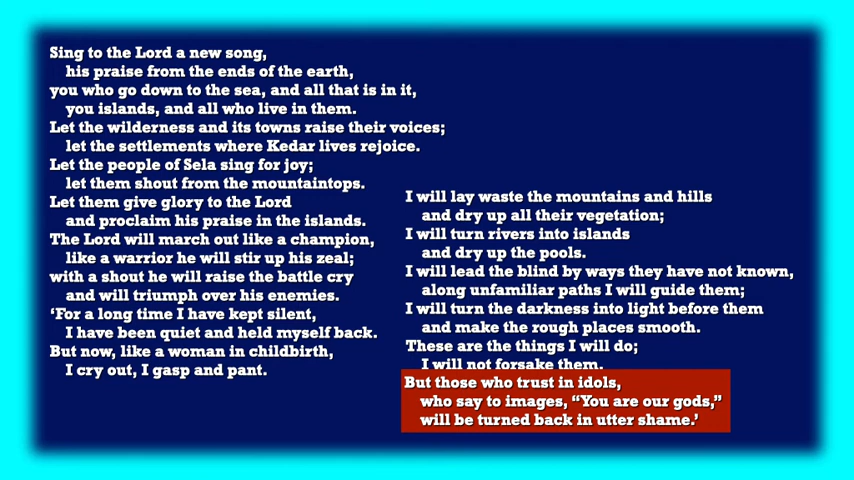 Sing to the Lord a new song,
his praise from the ends of the earth,
you who go down to the sea, and all that is in it,
you islands, and all who live in them.
Let the wilderness and its towns raise their voices;
let the settlements where Kedar lives rejoice.
Let the people of Sela sing for joy;
let them shout from the mountaintops.
Let them give glory to the Lord
and proclaim his praise in the islands.
The Lord will march out like a champion,
like a warrior he will stir up his zeal;
with a shout he will raise the battle cry
and will triumph over his enemies.
‘For a long time I have kept silent,
I have been quiet and held myself back.
But now, like a woman in childbirth,
I cry out, I gasp and pant.
I will lay waste the mountains and hills
and dry up all their vegetation;
I will turn rivers into islands
and dry up the pools.
I will lead the blind by ways they have not known,
along unfamiliar paths I will guide them;
I will turn the darkness into light before them
and make the rough places smooth.
These are the things I will do;
I will not forsake them.
But those who trust in idols,
who say to images, “You are our gods,”
will be turned back in utter shame.’